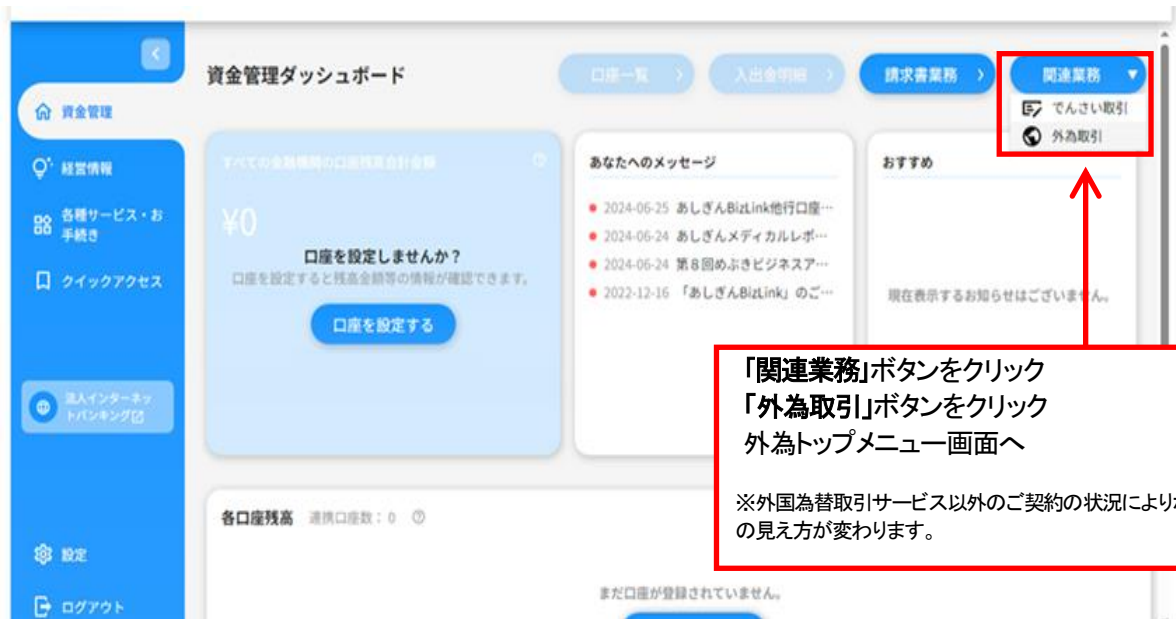 資金管理ダッシュボード
口座一覧
入出金明細
請求書業務
関連業務
でんさい取引
外為取引
資金管理
経営情報
各種サービス・お
手続き
クイックアクセス
法人インターネッ
トバンキング
設定
ログアウト
すべての金融機関の口座残高合計金額
¥0
口座を設定しませんか？
口座を設定すると残高金額等の情報が確認できます。
口座を設定する
あなたへのメッセージ
2024-06-25 あしぎんBizLink他行口座…
2024-06-24 あしぎんメディカルレポ…
2024-06-24 第8回めぶきビジネスア…
2022-12-16 「あしぎんBizLink」のご…
おすすめ
現在表示するお知らせはございません。
「関連業務」ボタンをクリック
「外為取引」ボタンをクリック
外為トップメニュー画面へ
※外国為替取引サービス以外のご契約の状況により
の見え方が変わります。
各口座残高 連携口座数：0
まだ口座が登録されていません。